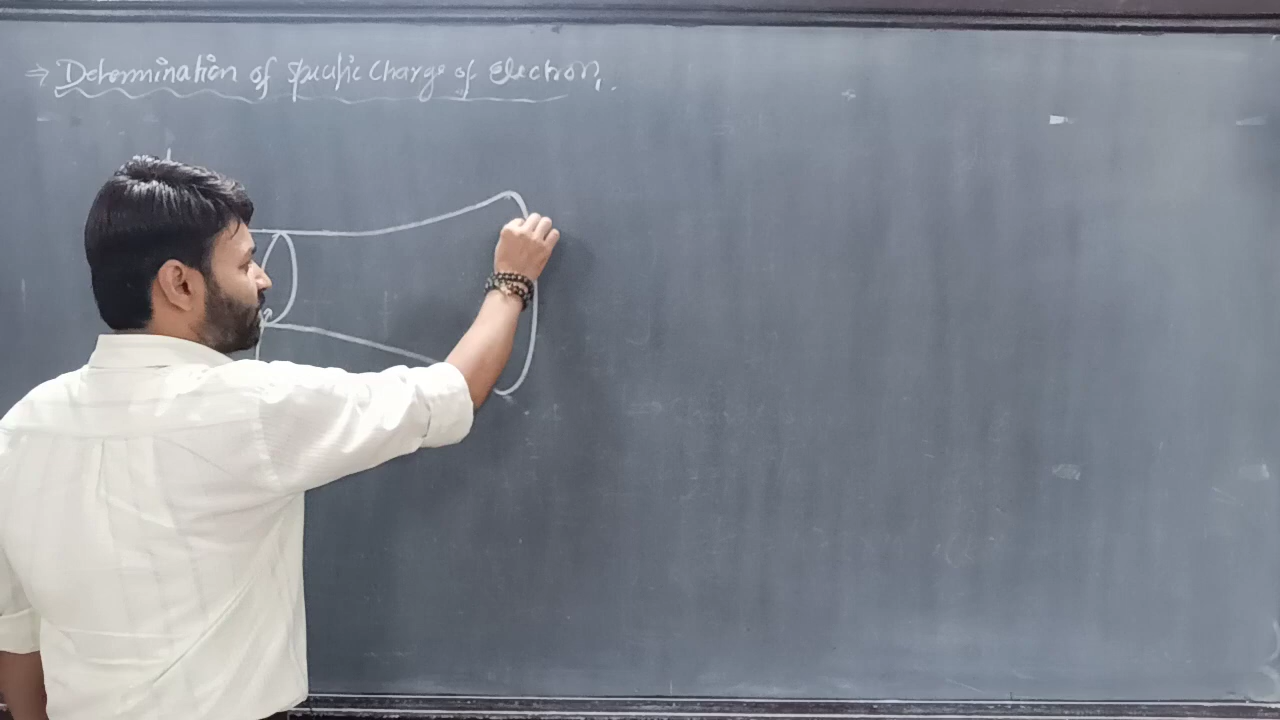 ⇒ Determination of specific Charge of Electron.